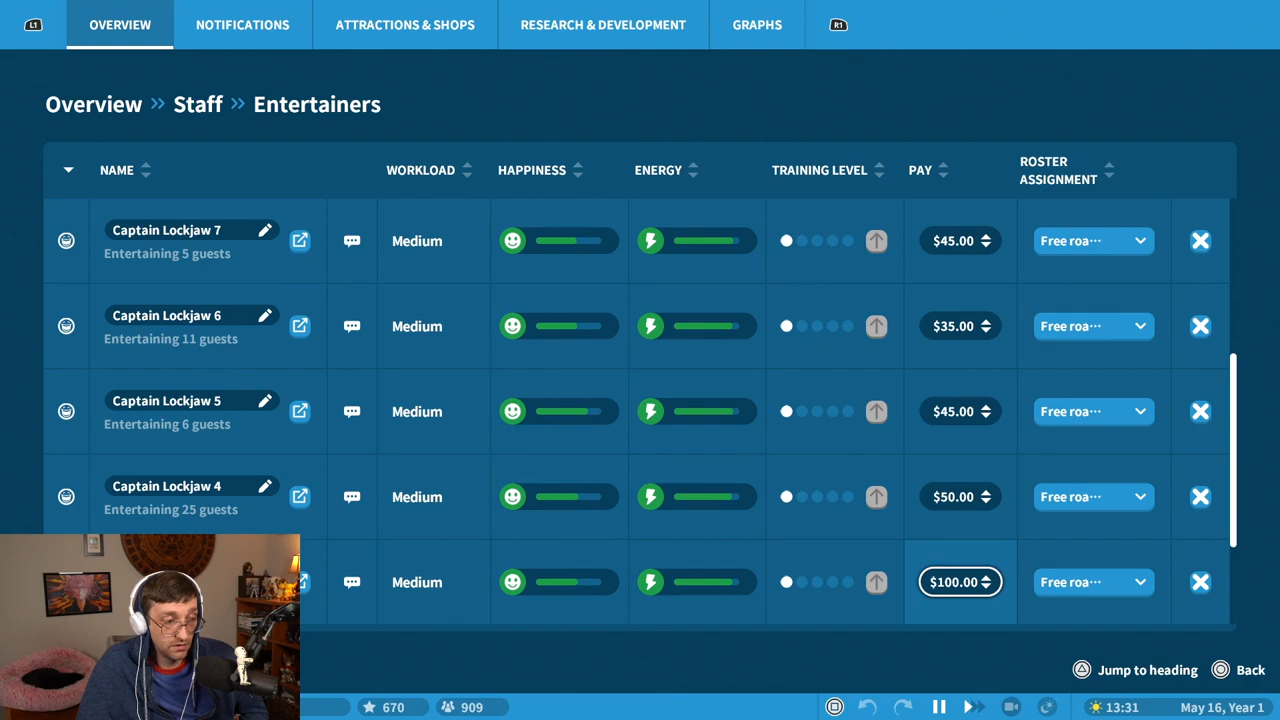 L1
OVERVIEW
NOTIFICATIONS
ATTRACTIONS & SHOPS
RESEARCH & DEVELOPMENT
GRAPHS
R1
Overview » Staff » Entertainers
NAME
WORKLOAD
HAPPINESS
ENERGY
TRAINING LEVEL
PAY
ROSTER
ASSIGNMENT
Captain Lockjaw 7
Entertaining 5 guests
Medium
$45.00
Free roa···
Captain Lockjaw 6
Entertaining 11 guests
Medium
$35.00
Free roa···
Captain Lockjaw 5
Entertaining 6 guests
Medium
$45.00
Free roa···
Captain Lockjaw 4
Entertaining 25 guests
Medium
$50.00
Free roa···
Medium
$100.00
Free roa···
Jump to heading
Back
670
909
13:31
May 16, Year 1